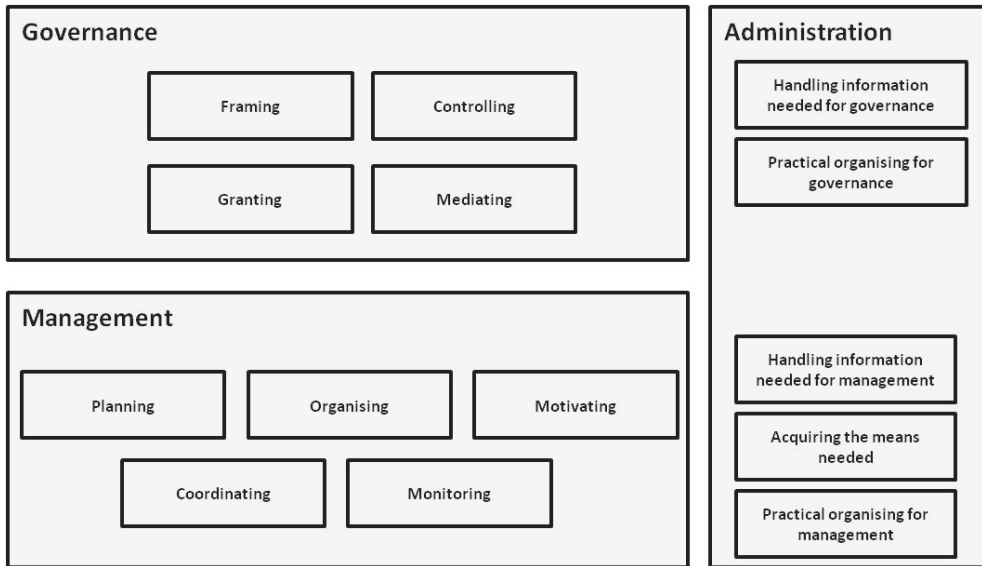 Governance
Framing
Controlling
Granting
Mediating
Management
Planning
Organising
Motivating
Coordinating
Monitoring
Administration
Handling information
needed for governance
Practical organising for
governance
Handling information
needed for management
Acquiring the means
needed
Practical organising for
management